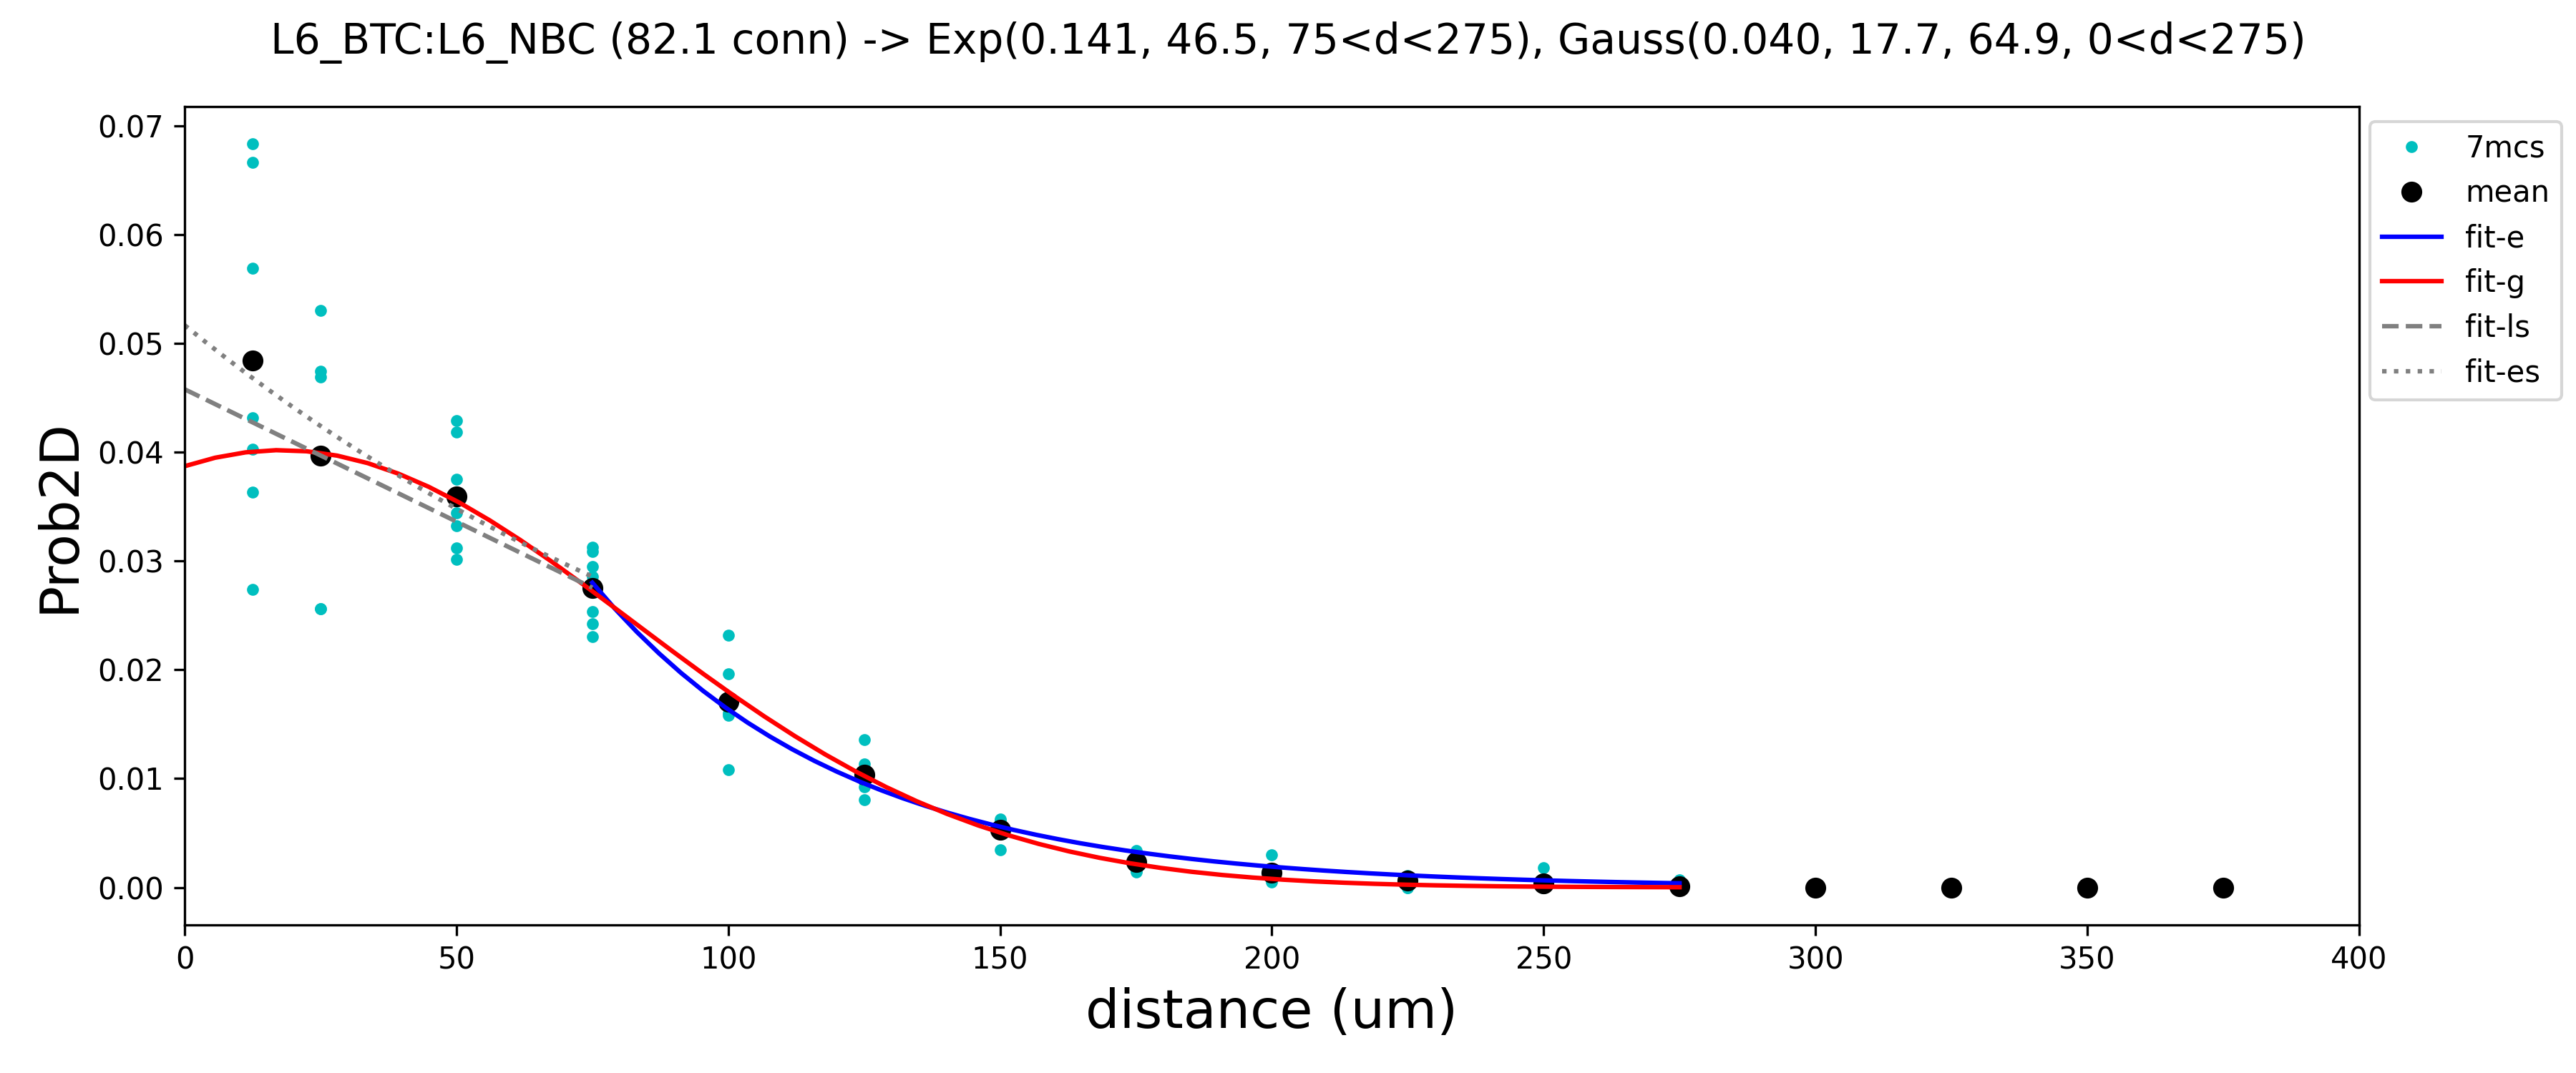 L6_BTC:L6_NBC (82.1 conn) -> Exp(0.141, 46.5, 75<d<275), Gauss(0.040, 17.7, 64.9, 0<d<275)
0.07
0.06
0.05
0.04
0.03
0.02
0.01
0.00
Prob2D
0 50 100 150 200 250 300 350 400
distance (um)
7mcs
mean
fit-e
fit-g
fit-ls
fit-es